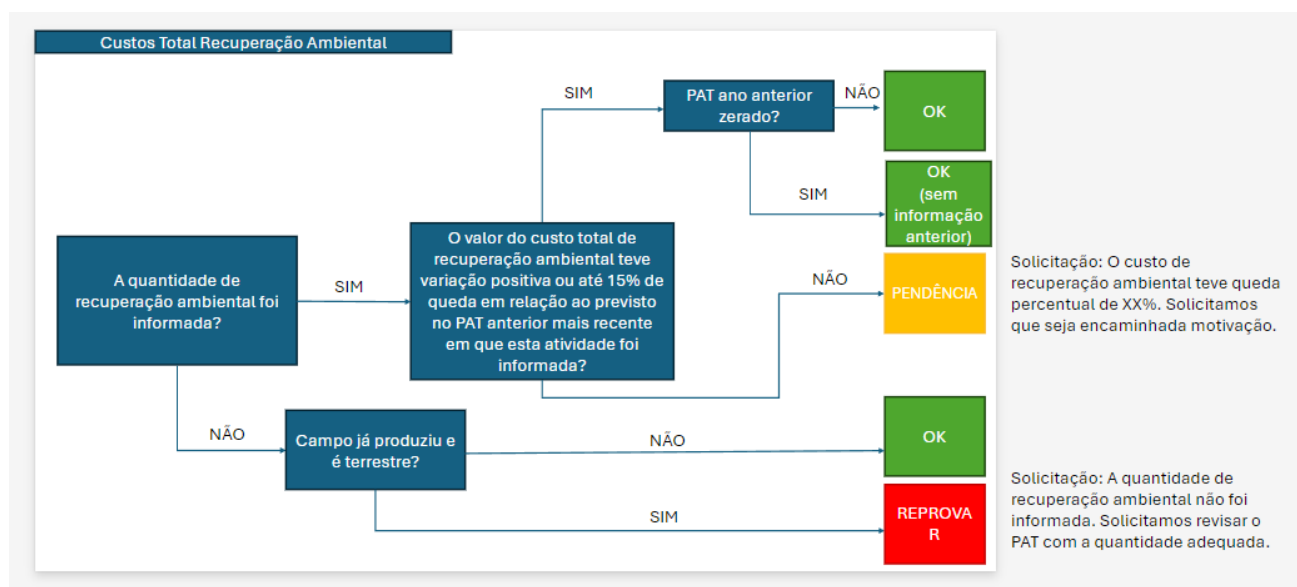 Custos Total Recuperação Ambiental
SIM
PAT ano anterior
zerado?
NÃO
OK
SIM
OK
(sem
informação
anterior)
A quantidade de
recuperação ambiental foi
informada?
SIM
O valor do custo total de
recuperação ambiental teve
variação positiva ou até 15% de
queda em relação ao previsto
no PAT anterior mais recente
em que esta atividade foi
informada?
NÃO
PENDÊNCIA
Solicitação: O custo de
recuperação ambiental teve queda
percentual de XX%. Solicitamos
que seja encaminhada motivação.
NÃO
Campo já produziu e
é terrestre?
NÃO
OK
SIM
REPROVA
R
Solicitação: A quantidade de
recuperação ambiental não foi
informada. Solicitamos revisar o
PAT com a quantidade adequada.